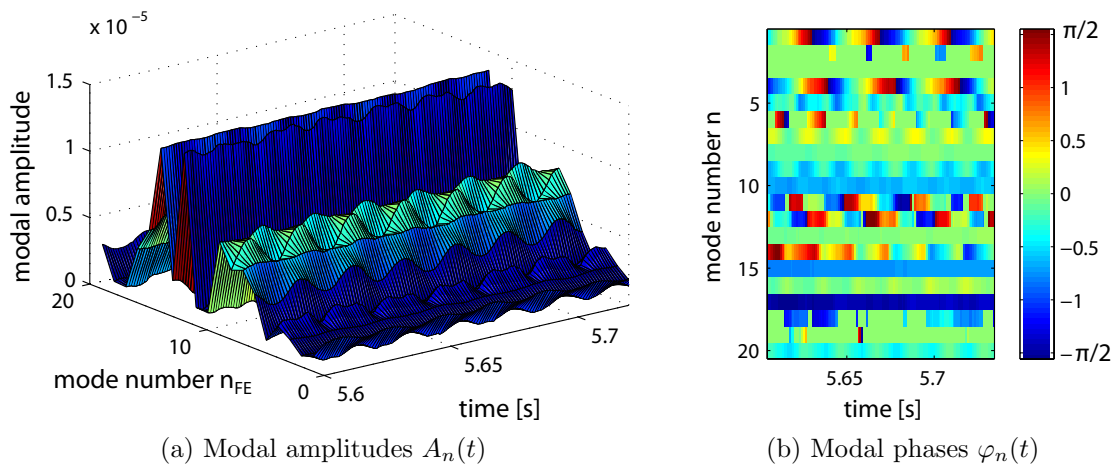 x 10⁻⁵
1.5
1
0.5
0
modal amplitude
20
10
0
mode number n_FE
5.6
5.65
5.7
time [s]
(a) Modal amplitudes Aₙ(t)
5
10
15
20
mode number n
5.65
5.7
time [s]
π/2
1
0.5
0
−0.5
−1
−π/2
(b) Modal phases φₙ(t)